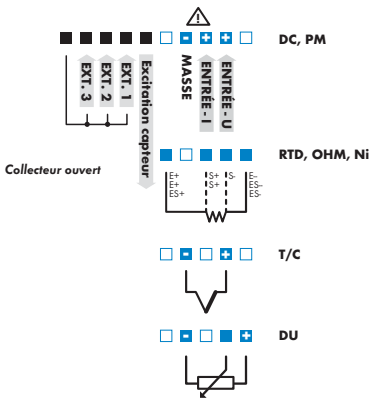 DC, PM
EXT. 3
EXT. 2
EXT. 1
Excitation capteur
MASSE
ENTRÉE - I
ENTRÉE - U
Collecteur ouvert
RTD, OHM, Ni
E+ S+ S- E–
E+ S+ ES–
ES+ ES-
T/C
DU